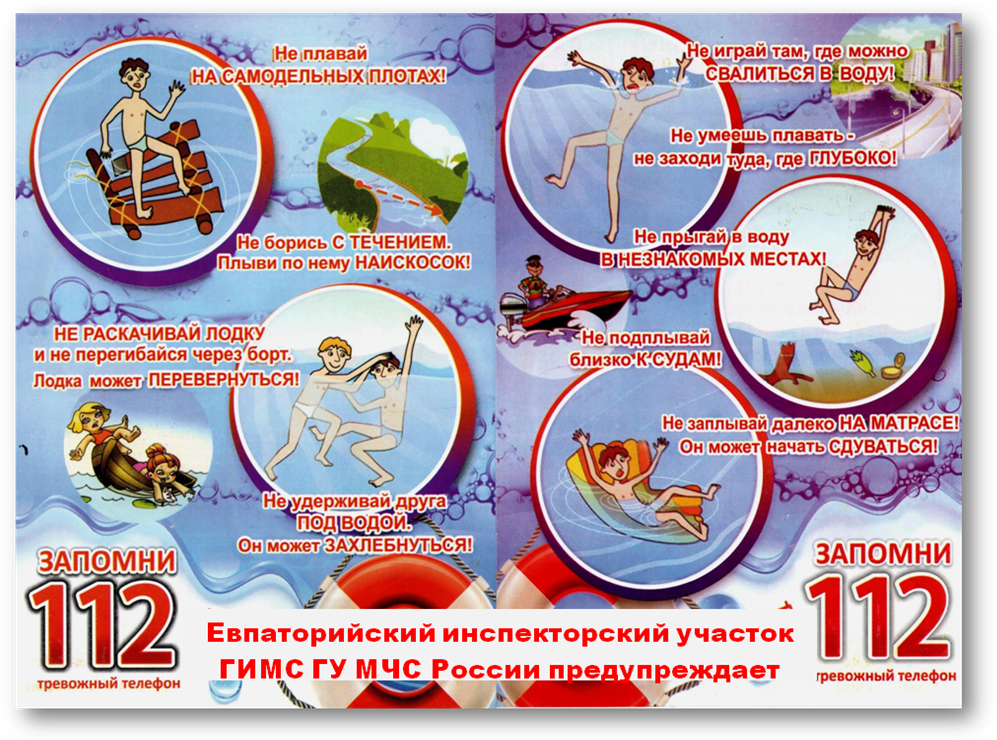 Не плавай
НА САМОДЕЛЬНЫХ ПЛОТАХ!
Не борись С ТЕЧЕНИЕМ.
Плыви по нему НАИСКОСОК!
НЕ РАСКАЧИВАЙ ЛОДКУ
и не перегибайся через борт.
Лодка может ПЕРЕВЕРНУТЬСЯ!
Не удерживай друга
ПОД ВОДОЙ.
Он может ЗАХЛЕБНУТЬСЯ!
ЗАПОМНИ
112
тревожный телефон
Не играй там, где можно
СВАЛИТЬСЯ В ВОДУ!
Не умеешь плавать -
не заходи туда, где ГЛУБОКО!
Не прыгай в воду
В НЕЗНАКОМЫХ МЕСТАХ!
Не подплывай
близко К СУДАМ!
Не заплывай далеко НА МАТРАСЕ!
Он может начать СДУВАТЬСЯ!
ЗАПОМНИ
112
тревожный телефон
Евпаторийский инспекторский участок
ГИМС ГУ МЧС России предупреждает